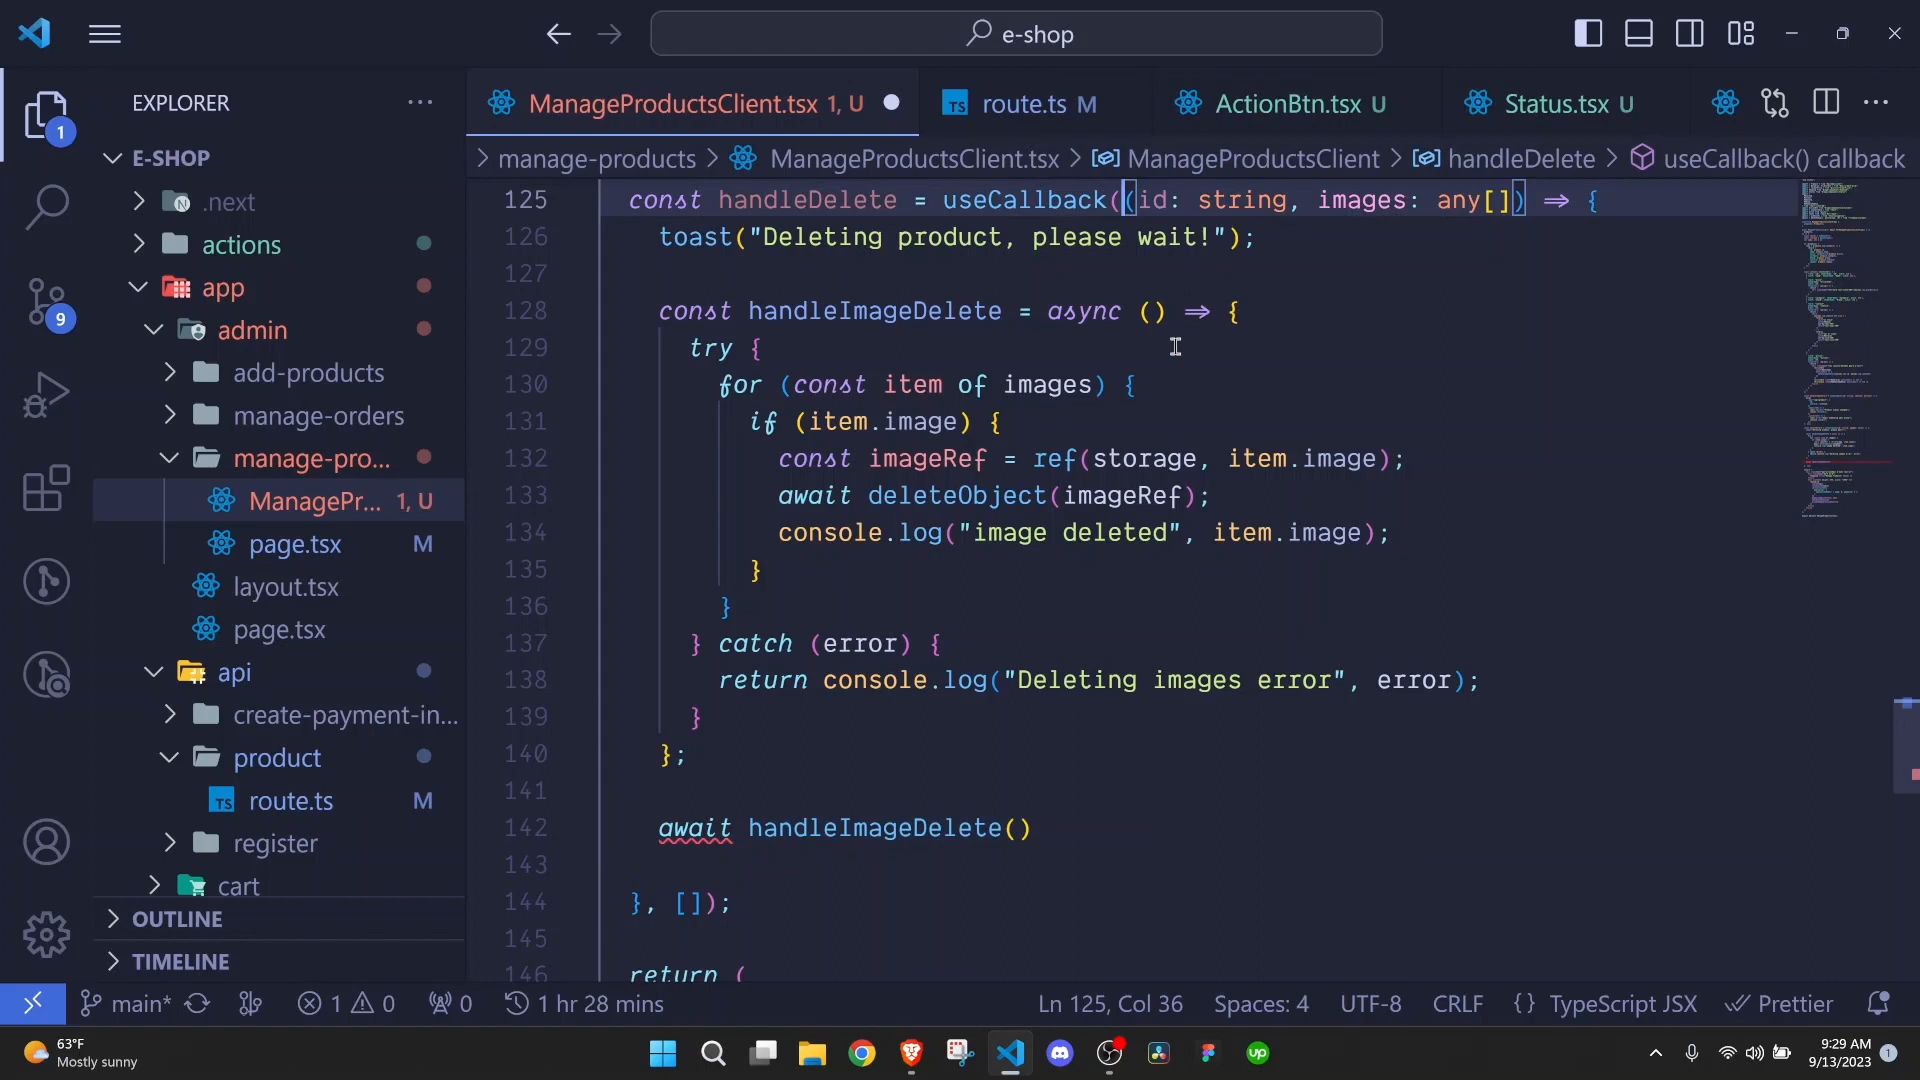 e-shop
EXPLORER
E-SHOP
.next
actions
app
admin
add-products
manage-orders
manage-pro...
ManagePr... 1, U
page.tsx M
layout.tsx
page.tsx
api
create-payment-in...
product
route.ts M
register
cart
OUTLINE
TIMELINE
1
9
ManageProductsClient.tsx 1, U
TS route.ts M
ActionBtn.tsx U
Status.tsx U
manage-products > ManageProductsClient.tsx > ManageProductsClient > handleDelete > useCallback() callback
125 const handleDelete = useCallback((id: string, images: any[]) => {
126 toast("Deleting product, please wait!");
127
128 const handleImageDelete = async () => {
129 try {
130 for (const item of images) {
131 if (item.image) {
132 const imageRef = ref(storage, item.image);
133 await deleteObject(imageRef);
134 console.log("image deleted", item.image);
135 }
136 }
137 } catch (error) {
138 return console.log("Deleting images error", error);
139 }
140 };
141
142 await handleImageDelete()
143
144 }, []);
145
146 return (
main* 1 0 0 1 hr 28 mins Ln 125, Col 36 Spaces: 4 UTF-8 CRLF {} TypeScript JSX Prettier
63°F
Mostly sunny
up
9:29 AM
9/13/2023
1